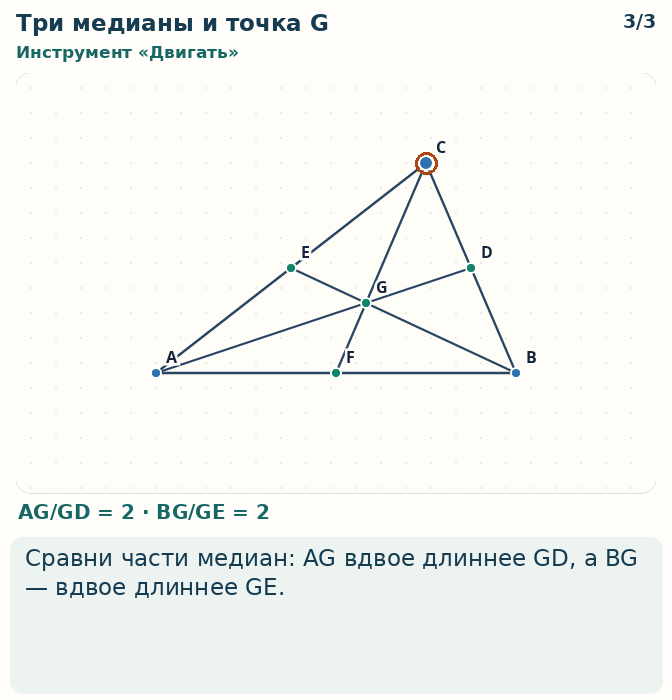 Три медианы и точка G
3/3
Инструмент «Двигать»
C
E
D
G
A
F
B
AG/GD = 2 · BG/GE = 2
Сравни части медиан: AG вдвое длиннее GD, а BG
— вдвое длиннее GE.